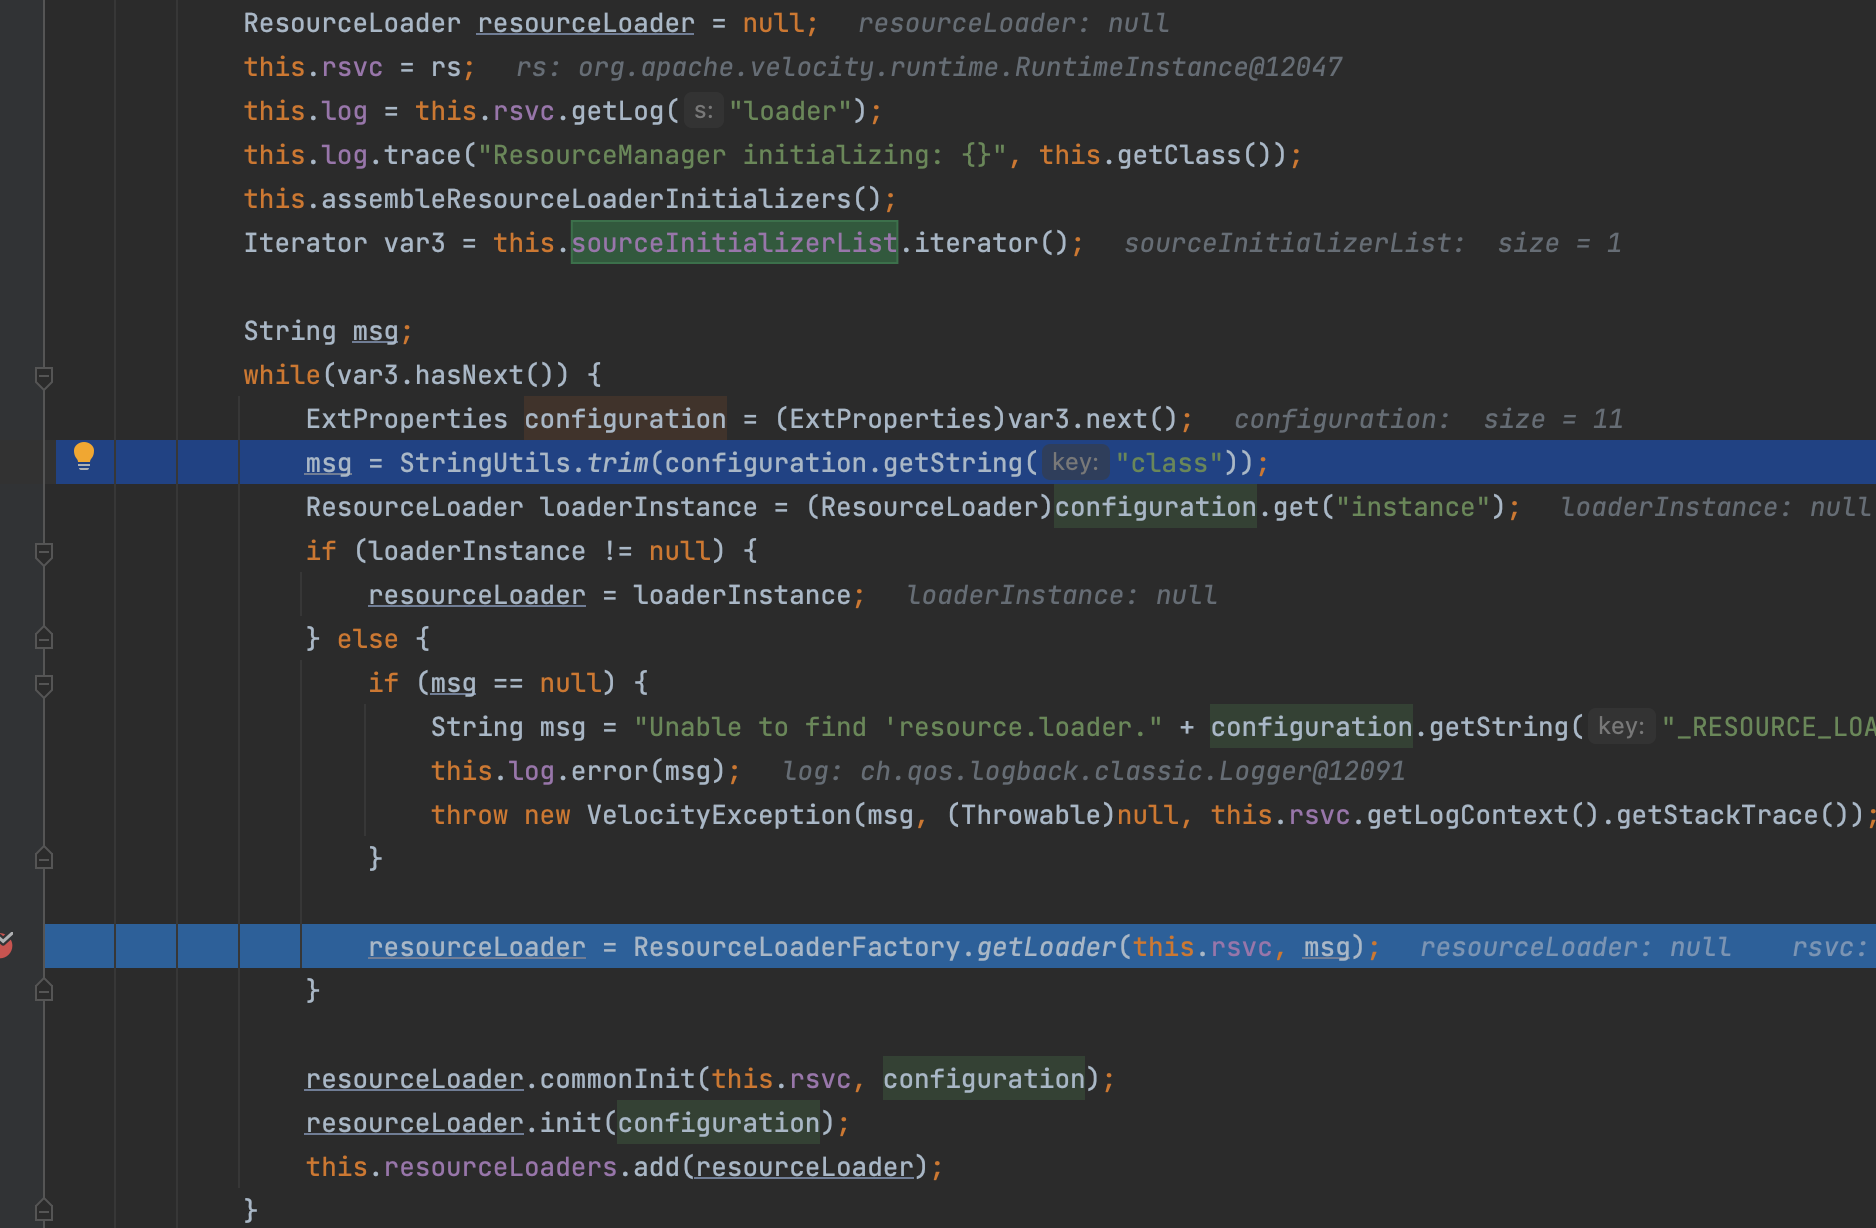 ResourceLoader resourceLoader = null; resourceLoader: null
this.rsvc = rs; rs: org.apache.velocity.runtime.RuntimeInstance@12047
this.log = this.rsvc.getLog( s: "loader");
this.log.trace("ResourceManager initializing: {}", this.getClass());
this.assembleResourceLoaderInitializers();
Iterator var3 = this.sourceInitializerList.iterator(); sourceInitializerList: size = 1
String msg;
while(var3.hasNext()) {
ExtProperties configuration = (ExtProperties)var3.next(); configuration: size = 11
msg = StringUtils.trim(configuration.getString( key: "class"));
ResourceLoader loaderInstance = (ResourceLoader)configuration.get("instance"); loaderInstance: null
if (loaderInstance != null) {
resourceLoader = loaderInstance; loaderInstance: null
} else {
if (msg == null) {
String msg = "Unable to find 'resource.loader." + configuration.getString( key: "_RESOURCE_LOA
this.log.error(msg); log: ch.qos.logback.classic.Logger@12091
throw new VelocityException(msg, (Throwable)null, this.rsvc.getLogContext().getStackTrace());
}
resourceLoader = ResourceLoaderFactory.getLoader(this.rsvc, msg); resourceLoader: null rsvc:
}
resourceLoader.commonInit(this.rsvc, configuration);
resourceLoader.init(configuration);
this.resourceLoaders.add(resourceLoader);
}